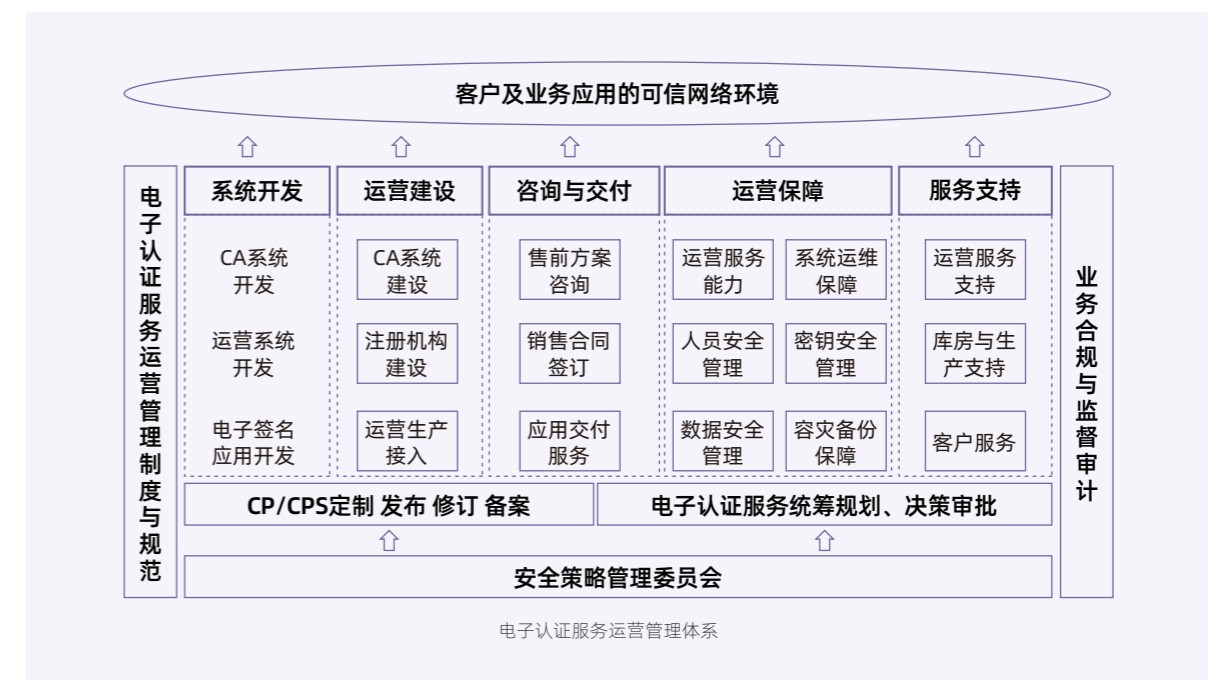 客户及业务应用的可信网络环境
电子认证服务运营管理制度与规范
系统开发
CA系统
开发
运营系统
开发
电子签名
应用开发
运营建设
CA系统
建设
注册机构
建设
运营生产
接入
咨询与交付
售前方案
咨询
销售合同
签订
应用交付
服务
运营保障
运营服务
能力
系统运维
保障
人员安全
管理
密钥安全
管理
数据安全
管理
容灾备份
保障
服务支持
运营服务
支持
库房与生
产支持
客户服务
业务合规与监督审计
CP/CPS定制 发布 修订 备案
电子认证服务统筹规划、决策审批
安全策略管理委员会
电子认证服务运营管理体系